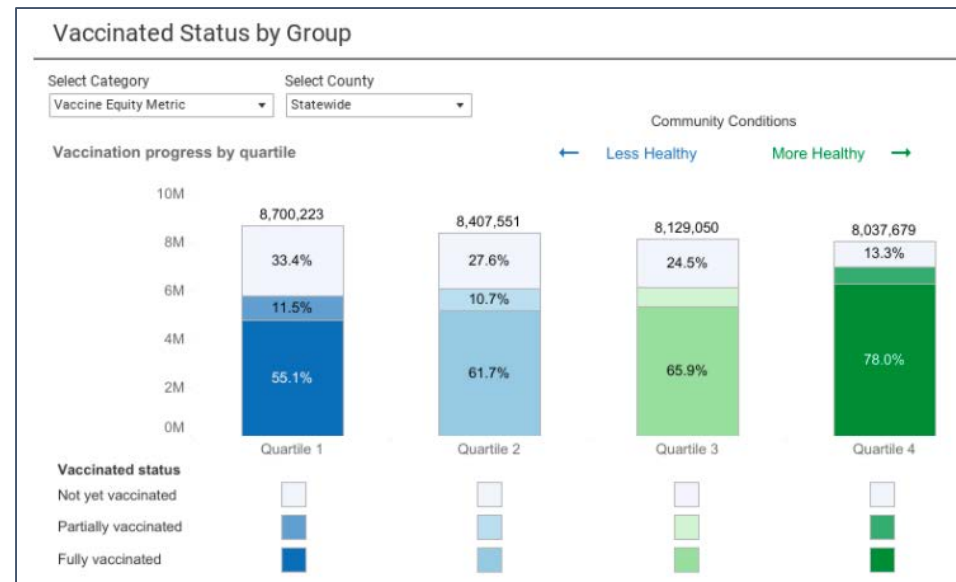 Vaccinated Status by Group
Select Category Select County
Vaccine Equity Metric Statewide
Community Conditions
Vaccination progress by quartile ← Less Healthy More Healthy →
10M
8,700,223 8,407,551 8,129,050 8,037,679
8M
33.4% 27.6% 24.5% 13.3%
6M
11.5% 10.7%
4M
55.1% 61.7% 65.9% 78.0%
2M
0M
Quartile 1 Quartile 2 Quartile 3 Quartile 4
Vaccinated status
Not yet vaccinated
Partially vaccinated
Fully vaccinated